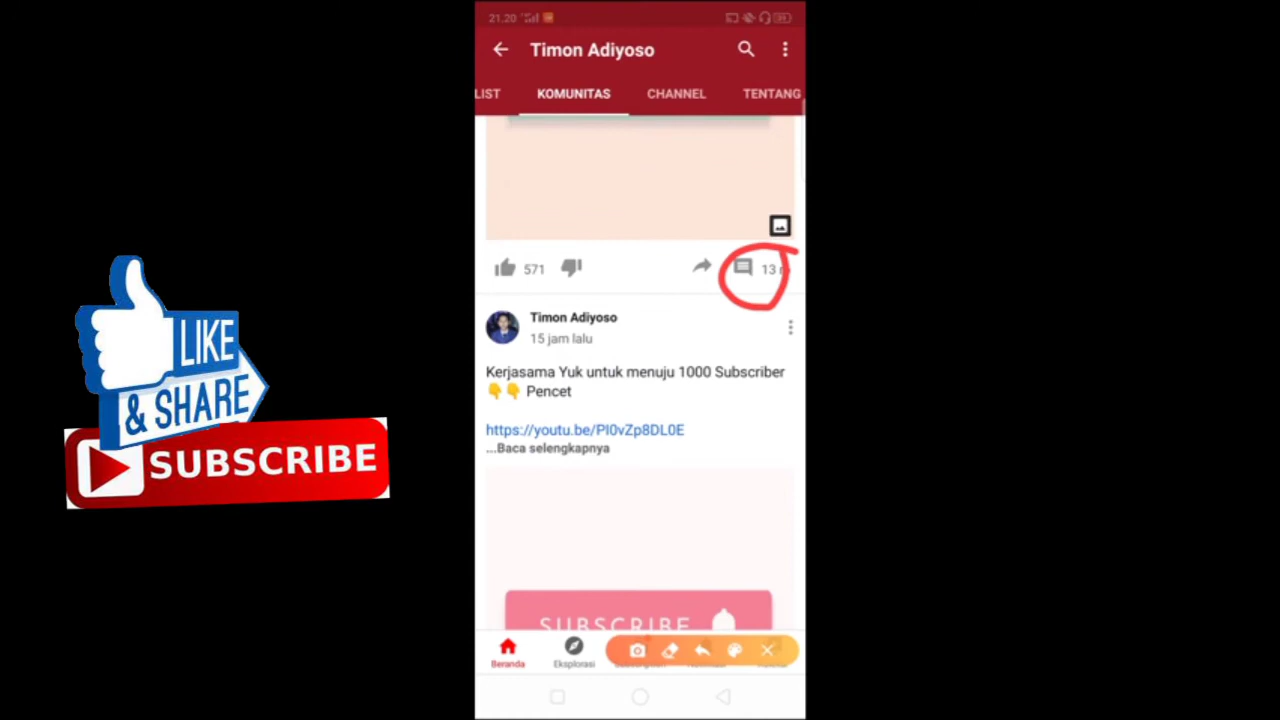 21.20
Timon Adiyoso
LIST
KOMUNITAS
CHANNEL
TENTANG
571
13
LIKE
& SHARE
SUBSCRIBE
Timon Adiyoso
15 jam lalu
Kerjasama Yuk untuk menuju 1000 Subscriber
👇👇 Pencet
https://youtu.be/PI0vZp8DL0E
...Baca selengkapnya
SUBSCRIBE
Beranda
Eksplorasi